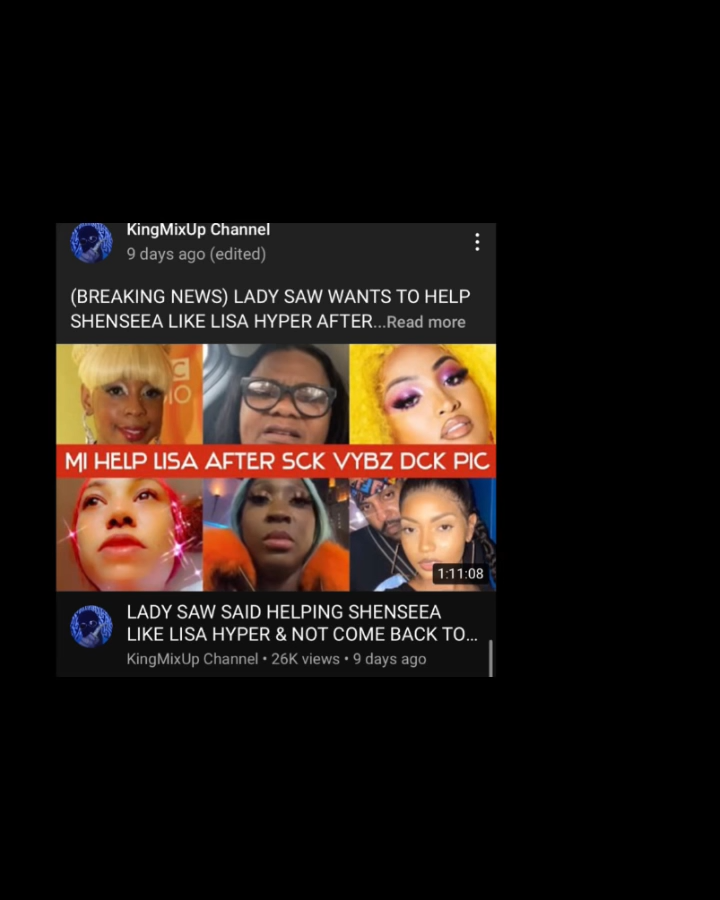 KingMixUp Channel
9 days ago (edited)
(BREAKING NEWS) LADY SAW WANTS TO HELP
SHENSEEA LIKE LISA HYPER AFTER...Read more
C
IO
MI HELP LISA AFTER SCK VYBZ DCK PIC
1:11:08
LADY SAW SAID HELPING SHENSEEA
LIKE LISA HYPER & NOT COME BACK TO...
KingMixUp Channel • 26K views • 9 days ago